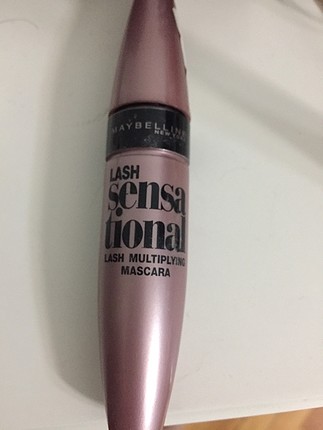 MAYBELLINE
NEW YORK
LASH
sensa
tional
LASH MULTIPLYING
MASCARA